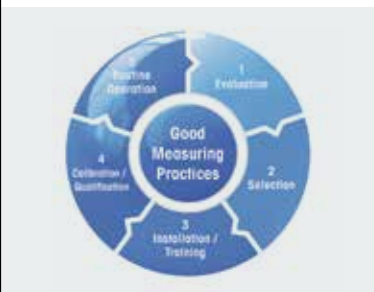 Good
Measuring
Practices
1
Evaluation
2
Selection
3
Installation /
Training
4
Calibration /
Qualification
5
Routine
Operation